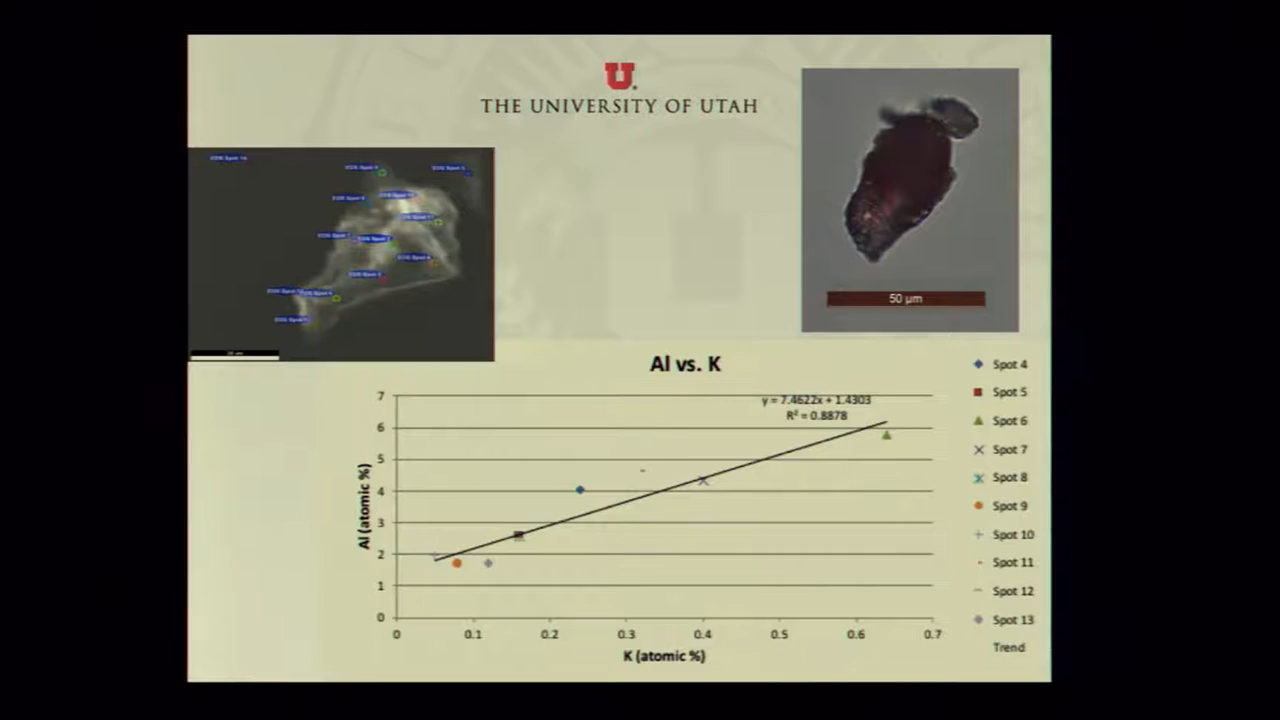 U
THE UNIVERSITY OF UTAH
50 µm
Al vs. K
y = 7.4622x + 1.4303
R² = 0.8878
7
6
5
4
3
2
1
0
Al (atomic %)
0 0.1 0.2 0.3 0.4 0.5 0.6 0.7
K (atomic %)
Spot 4
Spot 5
Spot 6
Spot 7
Spot 8
Spot 9
Spot 10
Spot 11
Spot 12
Spot 13
Trend